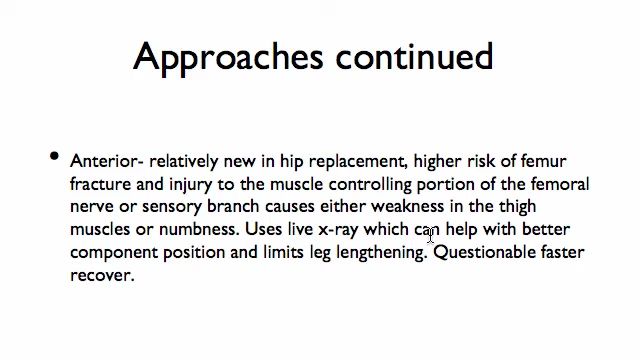 Approaches continued
• Anterior- relatively new in hip replacement, higher risk of femur
fracture and injury to the muscle controlling portion of the femoral
nerve or sensory branch causes either weakness in the thigh
muscles or numbness. Uses live x-ray which can help with better
component position and limits leg lengthening. Questionable faster
recover.